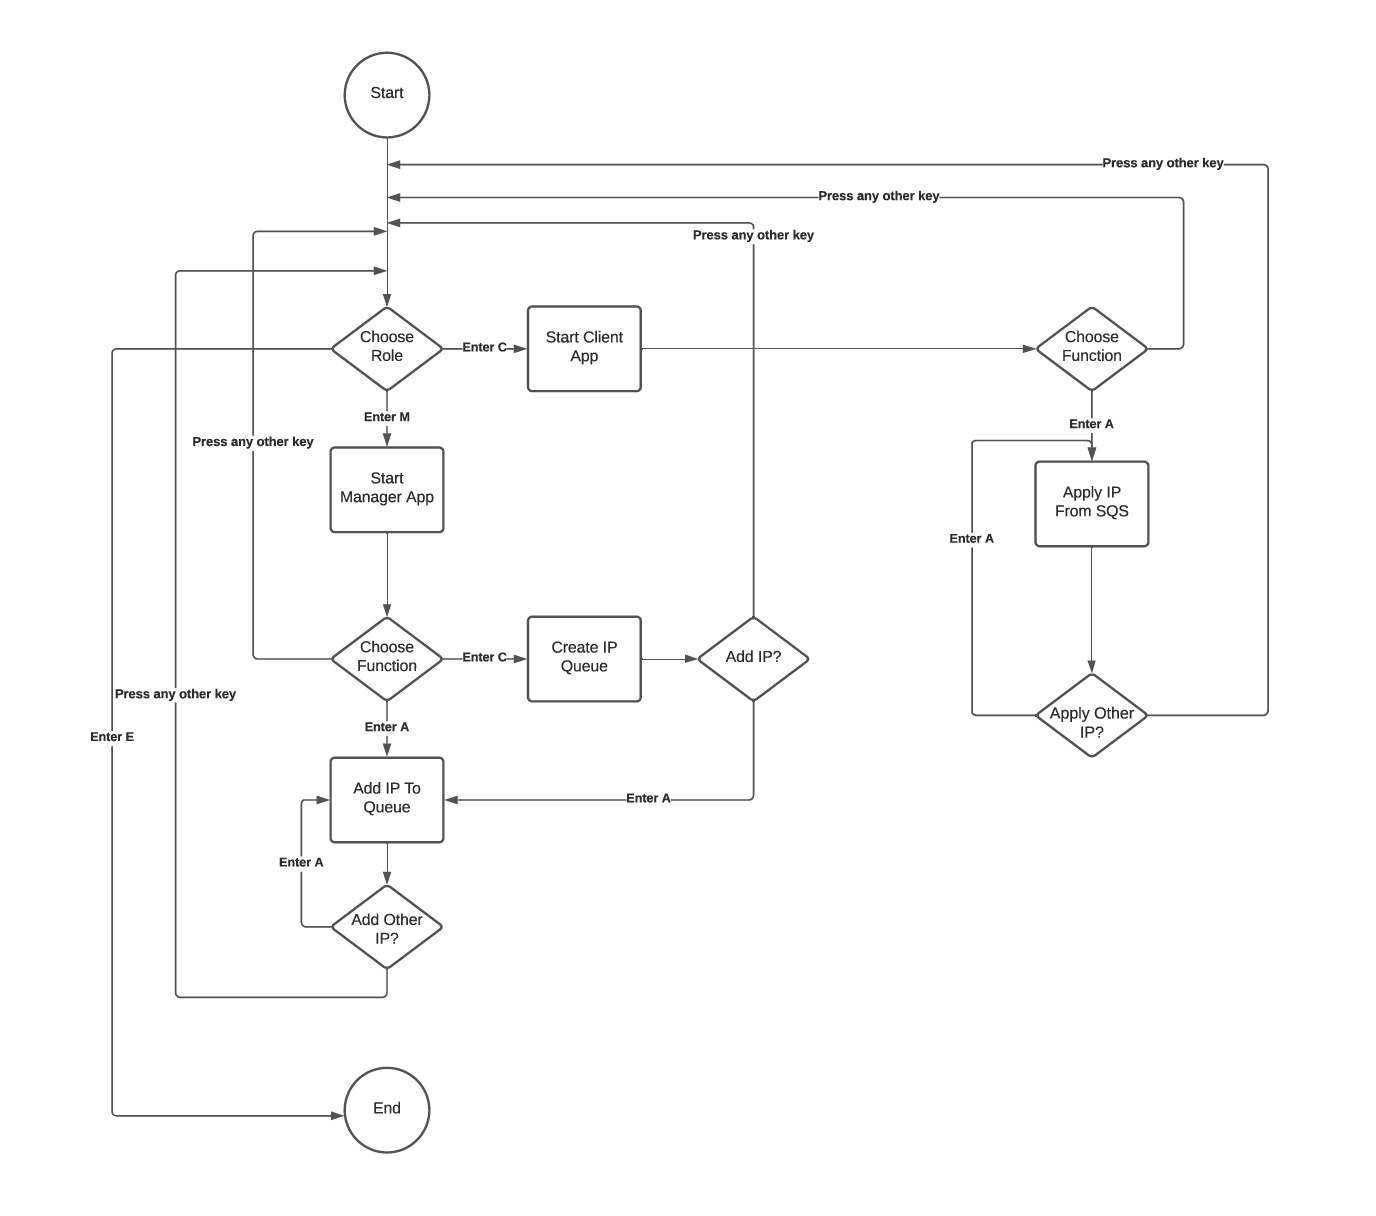 Start
Press any other key
Press any other key
Press any other key
Choose
Role
Enter C
Start Client
App
Choose
Function
Enter M
Enter A
Press any other key
Start
Manager App
Apply IP
From SQS
Enter A
Choose
Function
Enter C
Create IP
Queue
Add IP?
Press any other key
Enter A
Apply Other
IP?
Enter E
Add IP To
Queue
Enter A
Enter A
Add Other
IP?
End